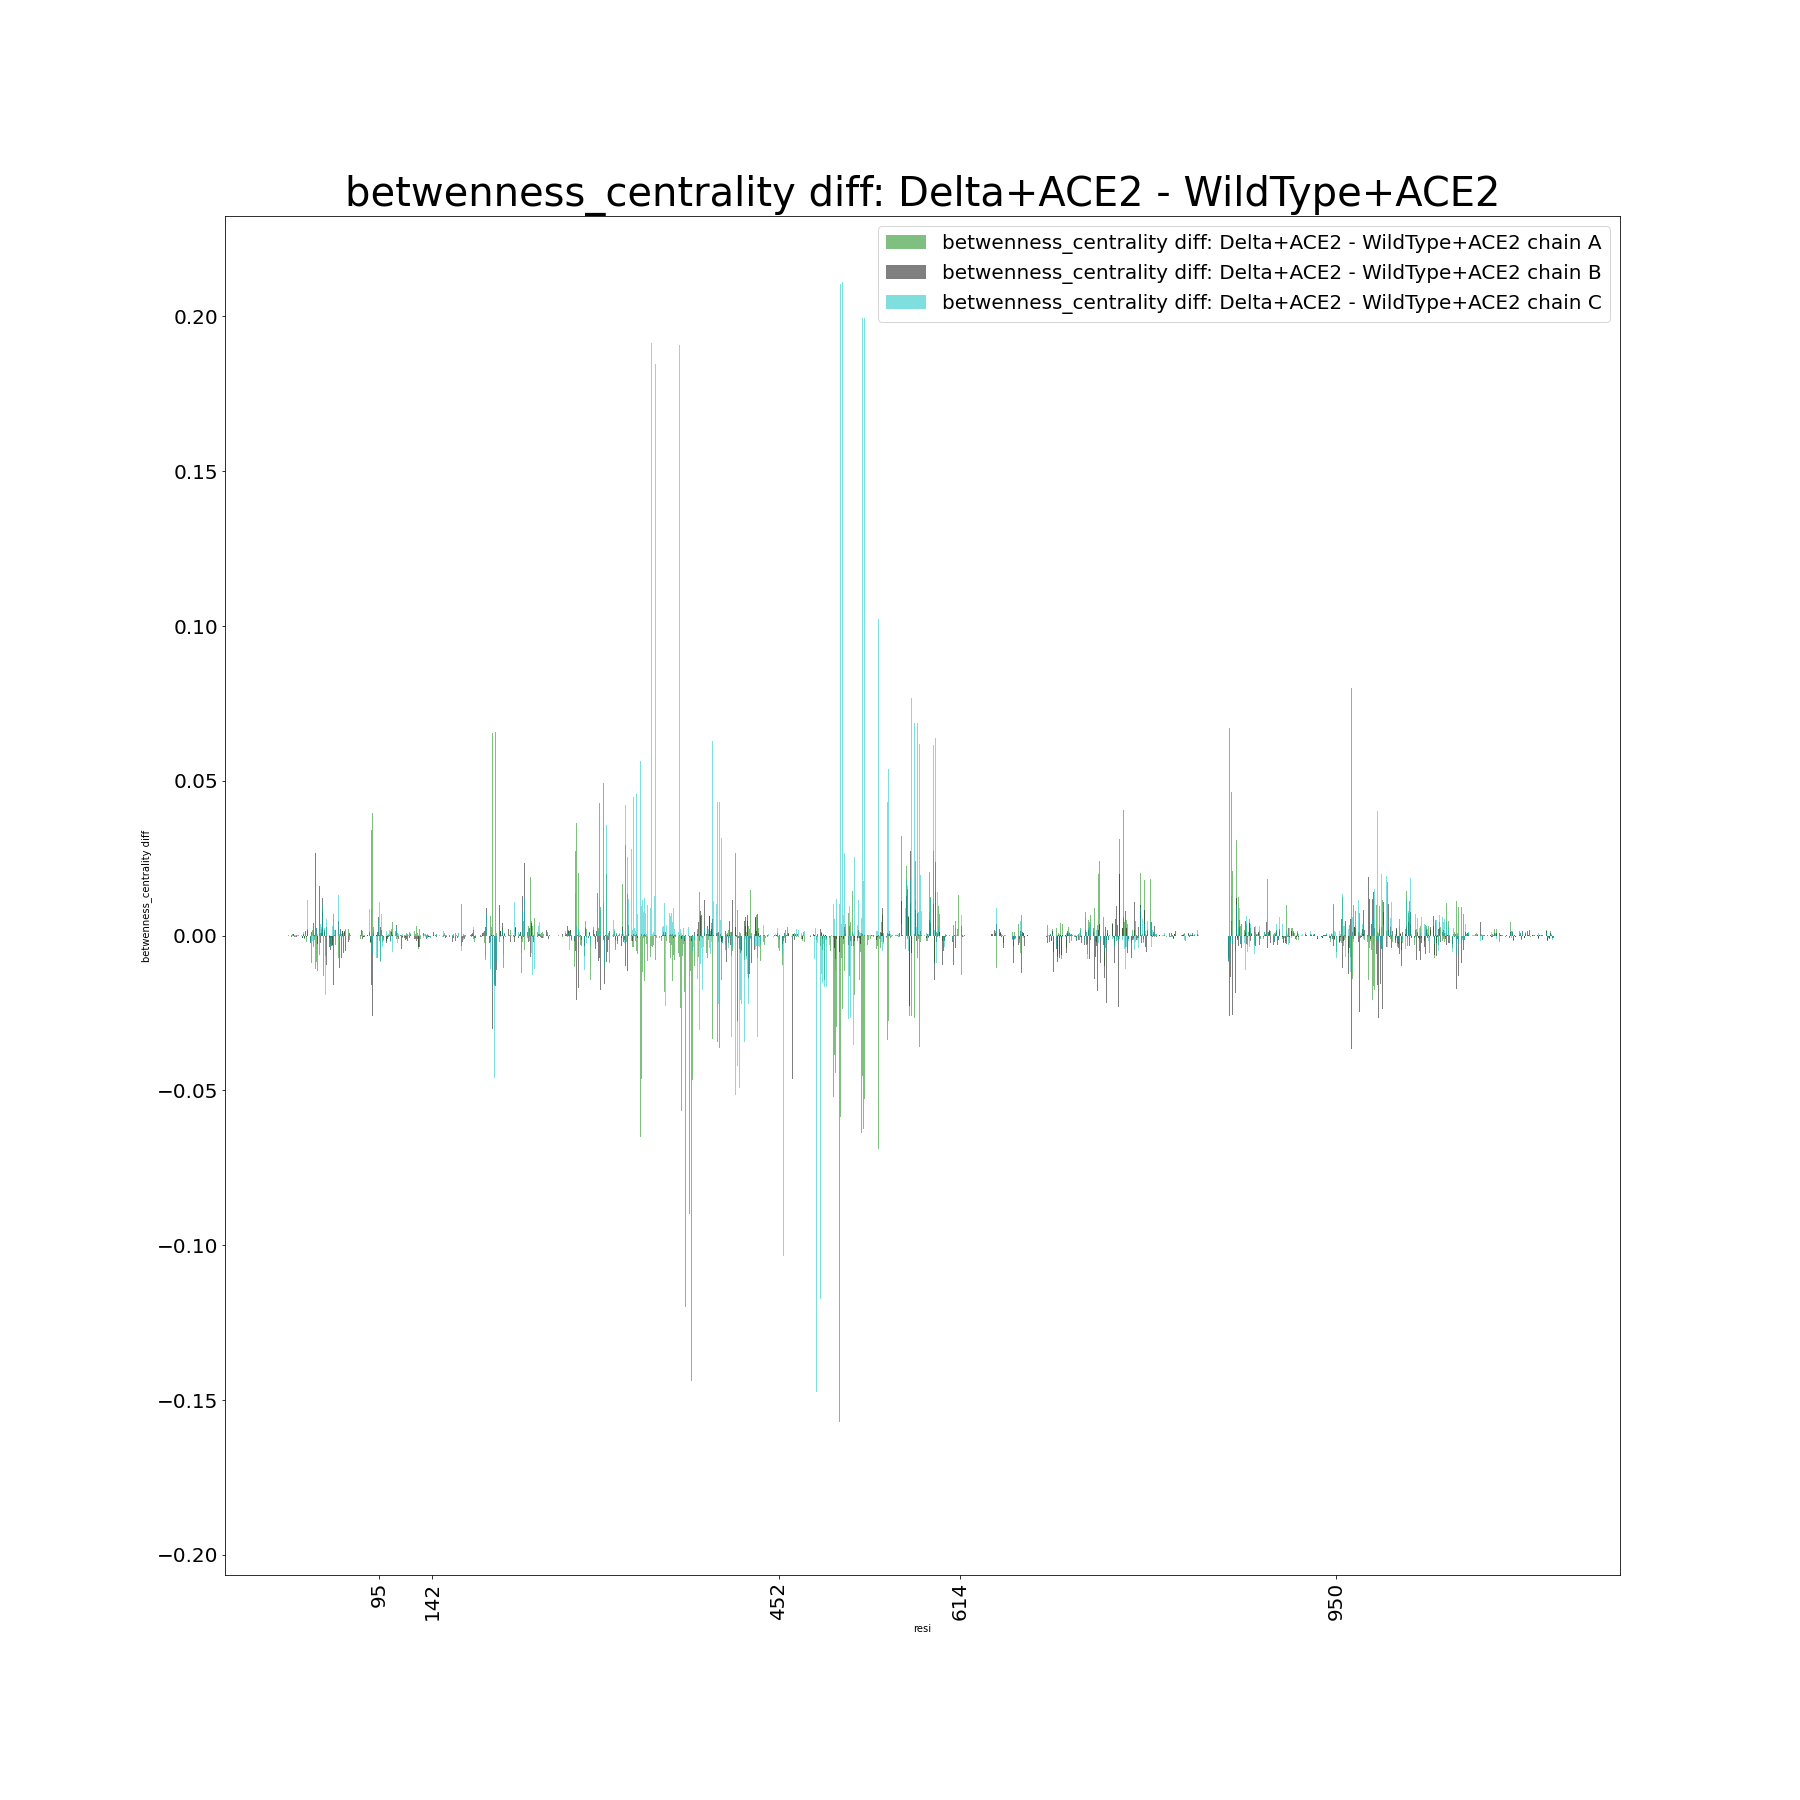 betwenness_centrality diff: Delta+ACE2 - WildType+ACE2
betwenness_centrality diff: Delta+ACE2 - WildType+ACE2 chain A
betwenness_centrality diff: Delta+ACE2 - WildType+ACE2 chain B
betwenness_centrality diff: Delta+ACE2 - WildType+ACE2 chain C
0.20
0.15
0.10
0.05
0.00
−0.05
−0.10
−0.15
−0.20
betwenness_centrality diff
95
142
452
614
950
resi